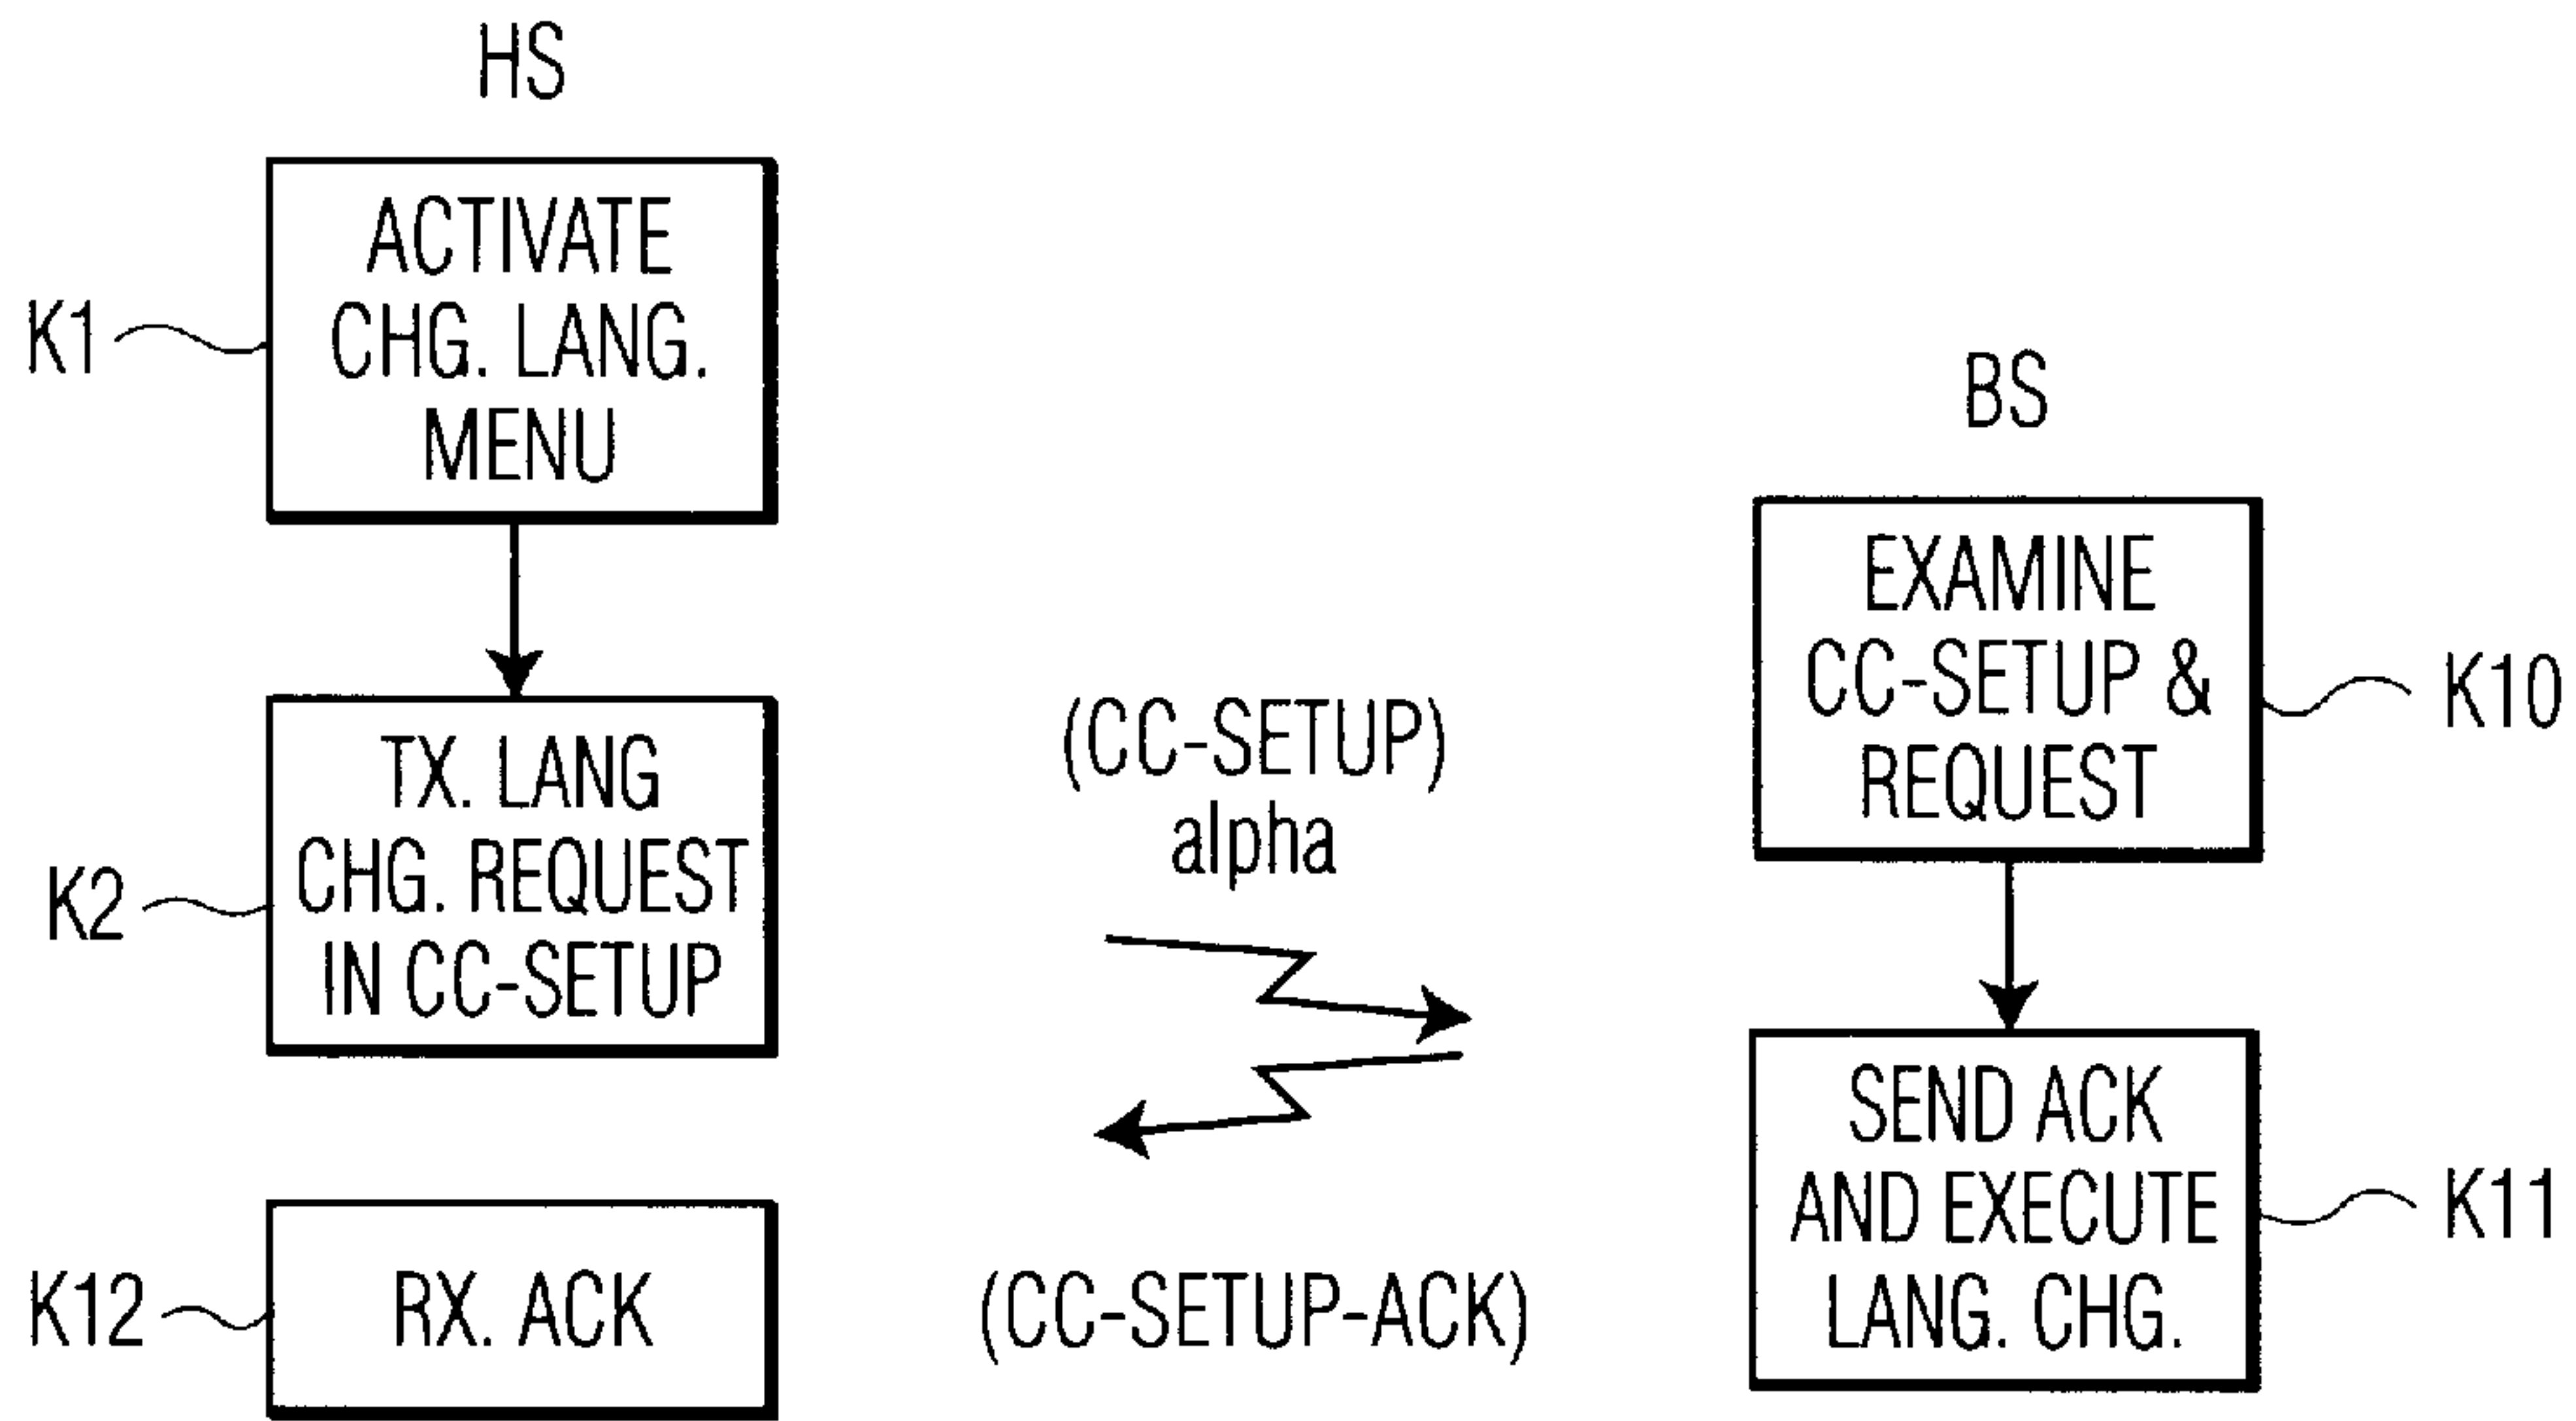 HS
K1
ACTIVATE
CHG. LANG.
MENU
K2
TX. LANG
CHG. REQUEST
IN CC-SETUP
K12
RX. ACK
(CC-SETUP)
alpha
(CC-SETUP-ACK)
BS
EXAMINE
CC-SETUP &
REQUEST
K10
SEND ACK
AND EXECUTE
LANG. CHG.
K11